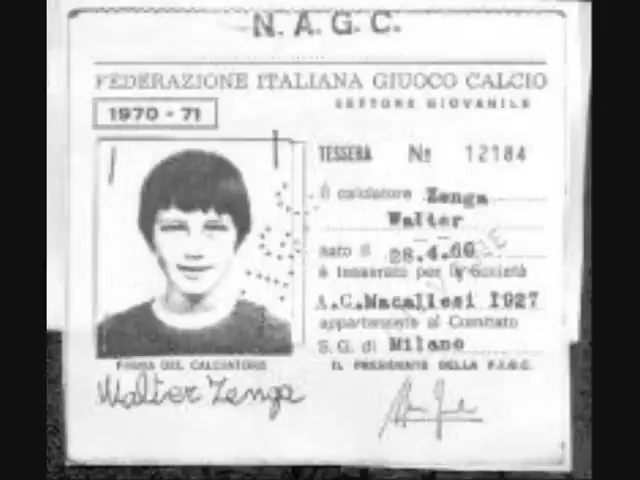 N. A. G. C.
FEDERAZIONE ITALIANA GIUOCO CALCIO
SETTORE GIOVANILE
1970 - 71
TESSERA № 12184
Il calciatore Zenga
Walter
nato il 28.4.60
è tesserato per la Società
A.C.Macallesi I927
appartenente al Comitato
S. G. di Milano
FIRMA DEL CALCIATORE
IL PRESIDENTE DELLA F.I.G.C.
Walter Zenga